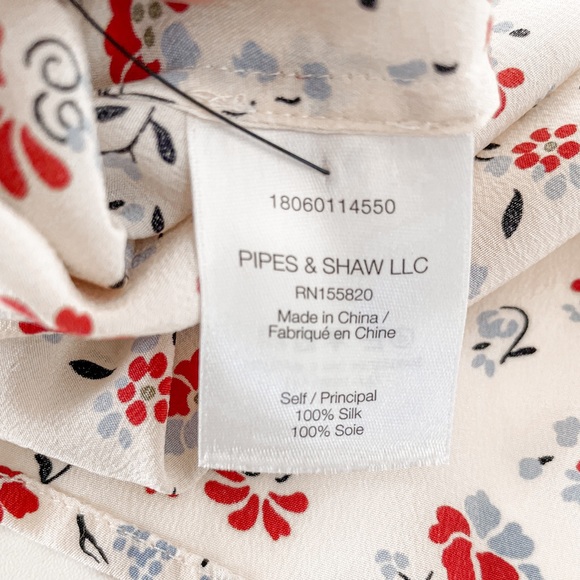 18060114550
PIPES & SHAW LLC
RN155820
Made in China /
Fabriqué en Chine
Self / Principal
100% Silk
100% Soie